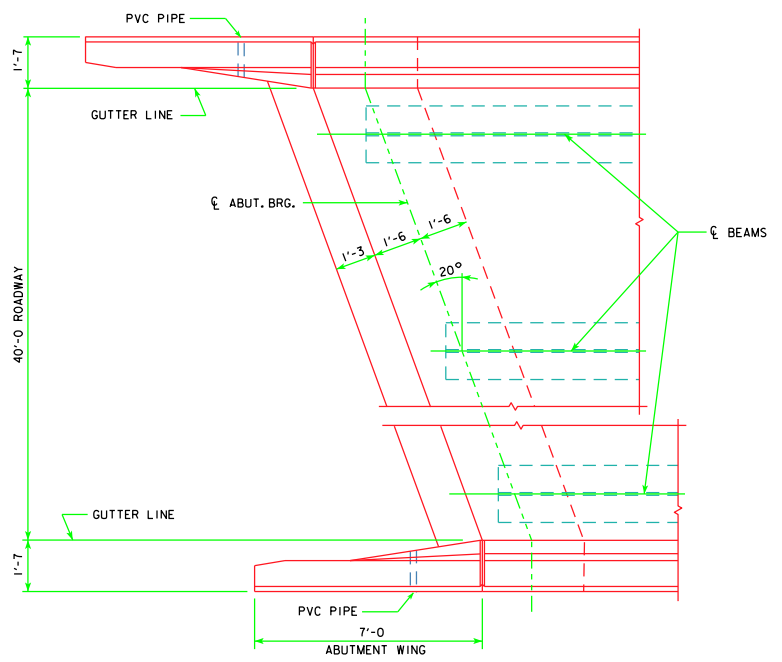 PVC PIPE
1'-7
GUTTER LINE
℄ ABUT. BRG.
1'-3
1'-6
1'-6
20°
℄ BEAMS
40'-0 ROADWAY
GUTTER LINE
1'-7
PVC PIPE
7'-0
ABUTMENT WING